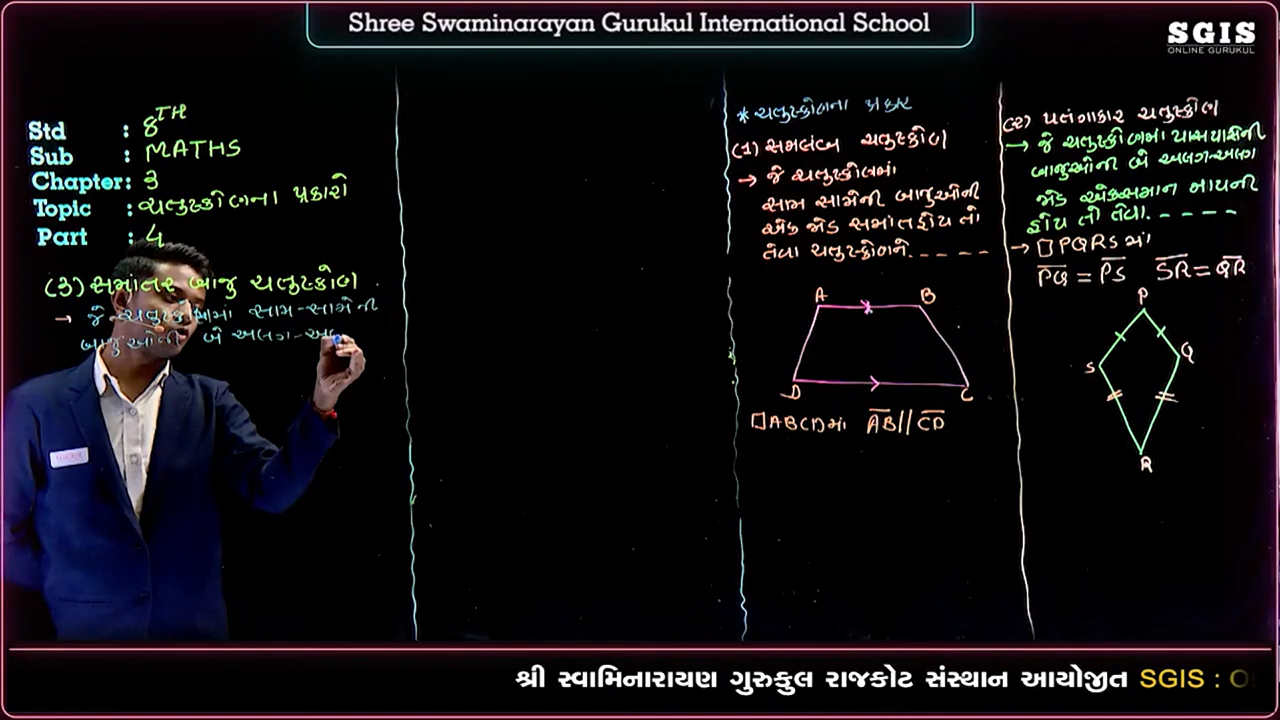 Shree Swaminarayan Gurukul International School
SGIS
ONLINE GURUKUL
Std : 8TH
Sub : MATHS
Chapter: 3
Topic : ચતુષ્કોણના પ્રકારો
Part : 4
(3) સમાંતર બાજુ ચતુષ્કોણ
→ જે સામ-સામેની
બાજુઓની બે અલગ-અલ
* ચતુષ્કોણના પ્રકાર
(1) સમલંબ ચતુષ્કોણ
→ જે ચતુષ્કોણમાં
સામ સામેની બાજુઓની
એક જોડ સમાંતર હોય તો
તેવા ચતુષ્કોણને. - - - -
A B
D C
□ABCDમાં AB // CD
(2) પતંગાકાર ચતુષ્કોણ
→ જે ચતુષ્કોણમાં પાસપાસેની
બાજુઓની બે અલગ-અલગ
જોડ એકસમાન માપની
હોય તો તેવા. - - - -
→ □PQRS માં
PQ = PS SR = QR
P
S Q
R
શ્રી સ્વામિનારાયણ ગુરુકુલ રાજકોટ સંસ્થાન આયોજીત SGIS :